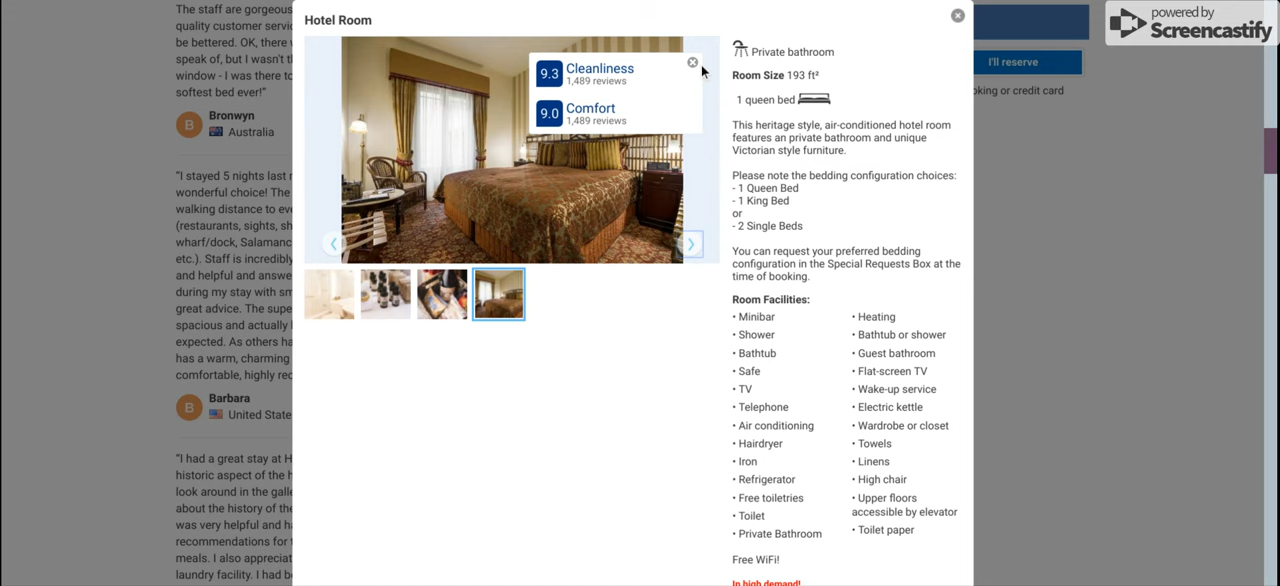 The staff are gorgeous
quality customer servic
be bettered. OK, there
speak of, but I wasn't t
window - I was there to
softest bed ever!"
B
Bronwyn
Australia
"I stayed 5 nights last
wonderful choice! The
walking distance to eve
(restaurants, sights, sh
wharf/dock, Salamanc
etc.). Staff is incredibly
and helpful and answe
during my stay with sm
great advice. The supe
spacious and actually
expected. As others ha
has a warm, charming
comfortable, highly rec
B
Barbara
United State
"I had a great stay at H
historic aspect of the h
look around in the galle
about the history of the
was very helpful and ha
recommendations for
meals. I also appreciat
laundry facility. I had b
Hotel Room
9.3 Cleanliness
1,489 reviews
9.0 Comfort
1,489 reviews
Private bathroom
Room Size 193 ft²
1 queen bed
This heritage style, air-conditioned hotel room
features an private bathroom and unique
Victorian style furniture.
Please note the bedding configuration choices:
- 1 Queen Bed
- 1 King Bed
or
- 2 Single Beds
You can request your preferred bedding
configuration in the Special Requests Box at the
time of booking.
Room Facilities:
• Minibar
• Shower
• Bathtub
• Safe
• TV
• Telephone
• Air conditioning
• Hairdryer
• Iron
• Refrigerator
• Free toiletries
• Toilet
• Private Bathroom
• Heating
• Bathtub or shower
• Guest bathroom
• Flat-screen TV
• Wake-up service
• Electric kettle
• Wardrobe or closet
• Towels
• Linens
• High chair
• Upper floors
accessible by elevator
• Toilet paper
Free WiFi!
In high demand!
I'll reserve
oking or credit card
powered by
Screencastify